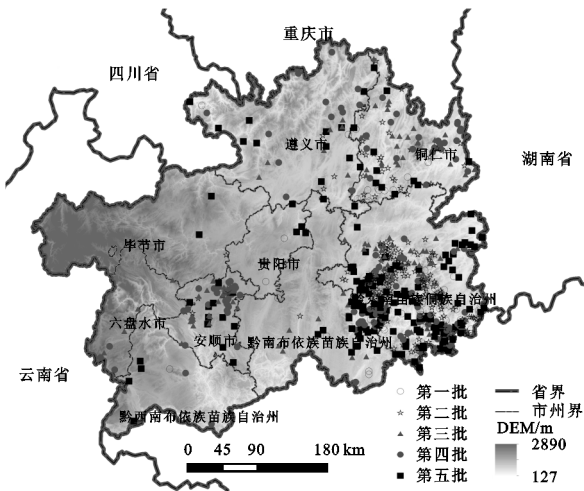 重庆市
四川省
遵义市
铜仁市
湖南省
毕节市
贵阳市
六盘水市
安顺市
黔南布依族苗族自治州
苗族侗族自治州
云南省
黔西南布依族苗族自治州
第一批
第二批
第三批
第四批
第五批
省界
市州界
DEM/m
2890
127
0 45 90 180 km